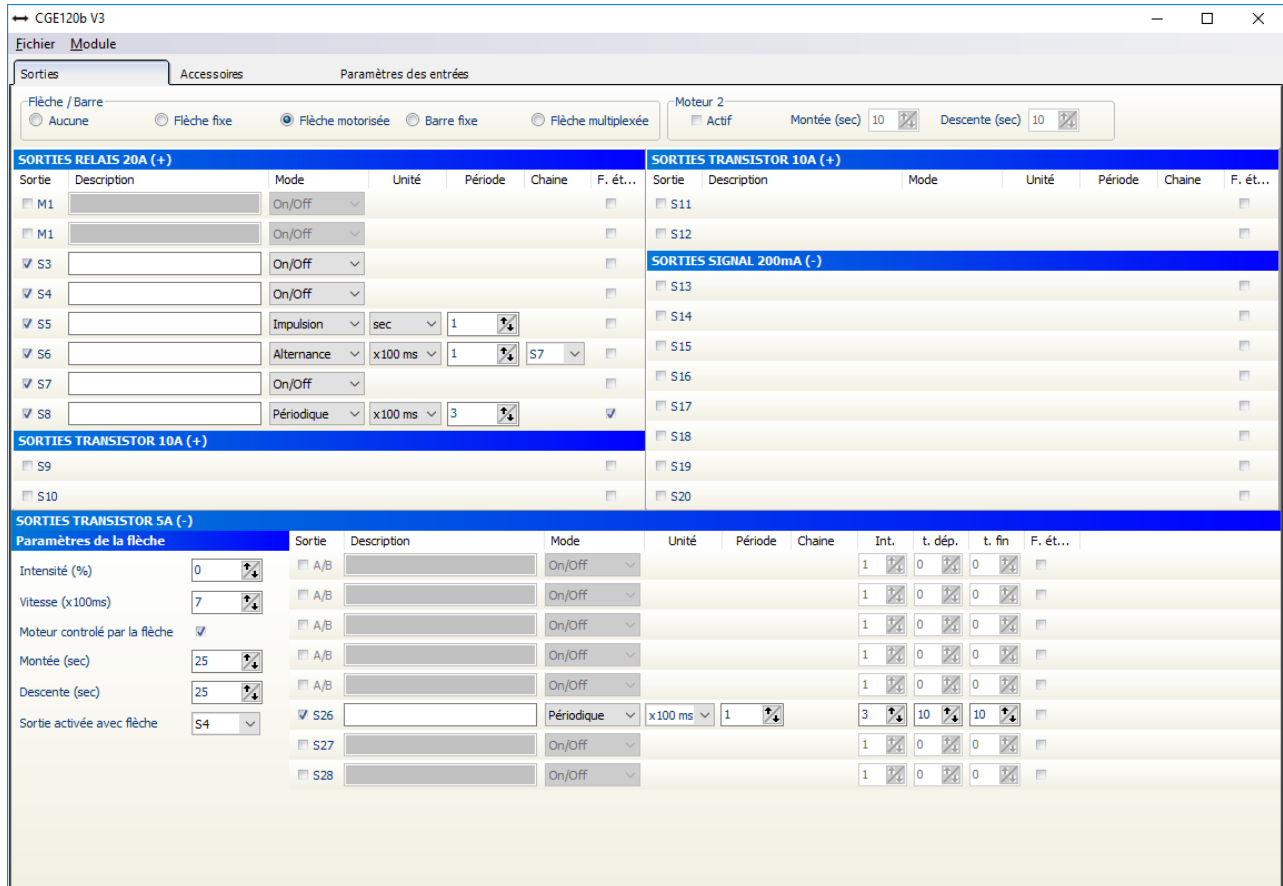 CGE120b V3
Fichier Module
Sorties Accessoires Paramètres des entrées
Flèche / Barre
Aucune Flèche fixe Flèche motorisée Barre fixe Flèche multiplexée
Moteur 2
Actif Montée (sec) 10 Descente (sec) 10
SORTIES RELAIS 20A (+)
Sortie Description Mode Unité Période Chaine F. ét...
M1 On/Off
M1 On/Off
S3 On/Off
S4 On/Off
S5 Impulsion sec 1
S6 Alternance x100 ms 1 S7
S7 On/Off
S8 Périodique x100 ms 3
SORTIES TRANSISTOR 10A (+)
S9
S10
SORTIES TRANSISTOR 10A (+)
Sortie Description Mode Unité Période Chaine F. ét...
S11
S12
SORTIES SIGNAL 200mA (-)
S13
S14
S15
S16
S17
S18
S19
S20
SORTIES TRANSISTOR 5A (-)
Paramètres de la flèche
Intensité (%) 0
Vitesse (x100ms) 7
Moteur controlé par la flèche
Montée (sec) 25
Descente (sec) 25
Sortie activée avec flèche S4
Sortie Description Mode Unité Période Chaine Int. t. dép. t. fin F. ét...
A/B On/Off 1 0 0
A/B On/Off 1 0 0
A/B On/Off 1 0 0
A/B On/Off 1 0 0
A/B On/Off 1 0 0
S26 Périodique x100 ms 1 3 10 10
S27 On/Off 1 0 0
S28 On/Off 1 0 0